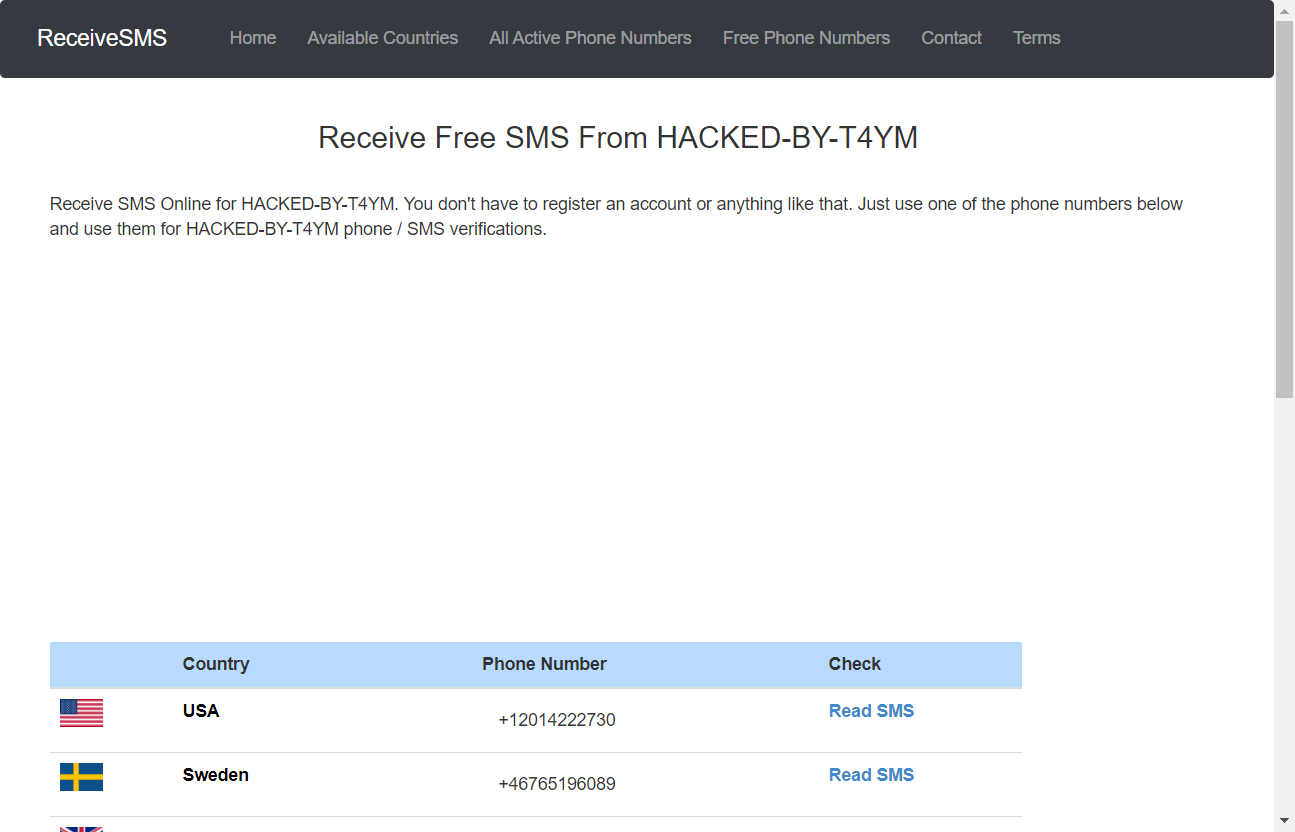 ReceiveSMS Home Available Countries All Active Phone Numbers Free Phone Numbers Contact Terms
Receive Free SMS From HACKED-BY-T4YM
Receive SMS Online for HACKED-BY-T4YM. You don't have to register an account or anything like that. Just use one of the phone numbers below
and use them for HACKED-BY-T4YM phone / SMS verifications.
Country Phone Number Check
USA +12014222730 Read SMS
Sweden +46765196089 Read SMS